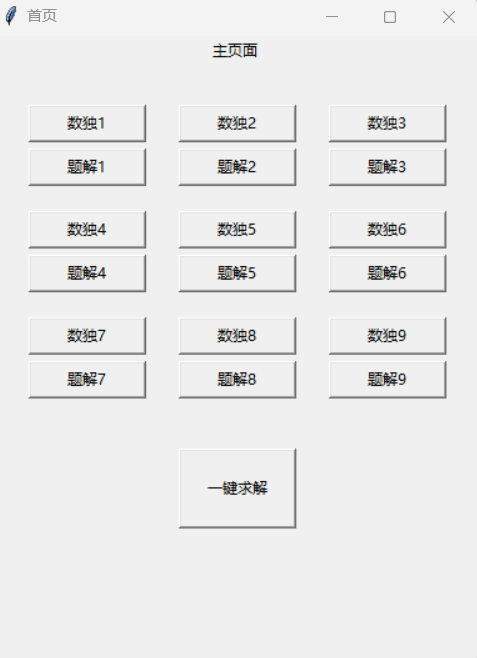 首页
主页面
数独1 数独2 数独3
题解1 题解2 题解3
数独4 数独5 数独6
题解4 题解5 题解6
数独7 数独8 数独9
题解7 题解8 题解9
一键求解